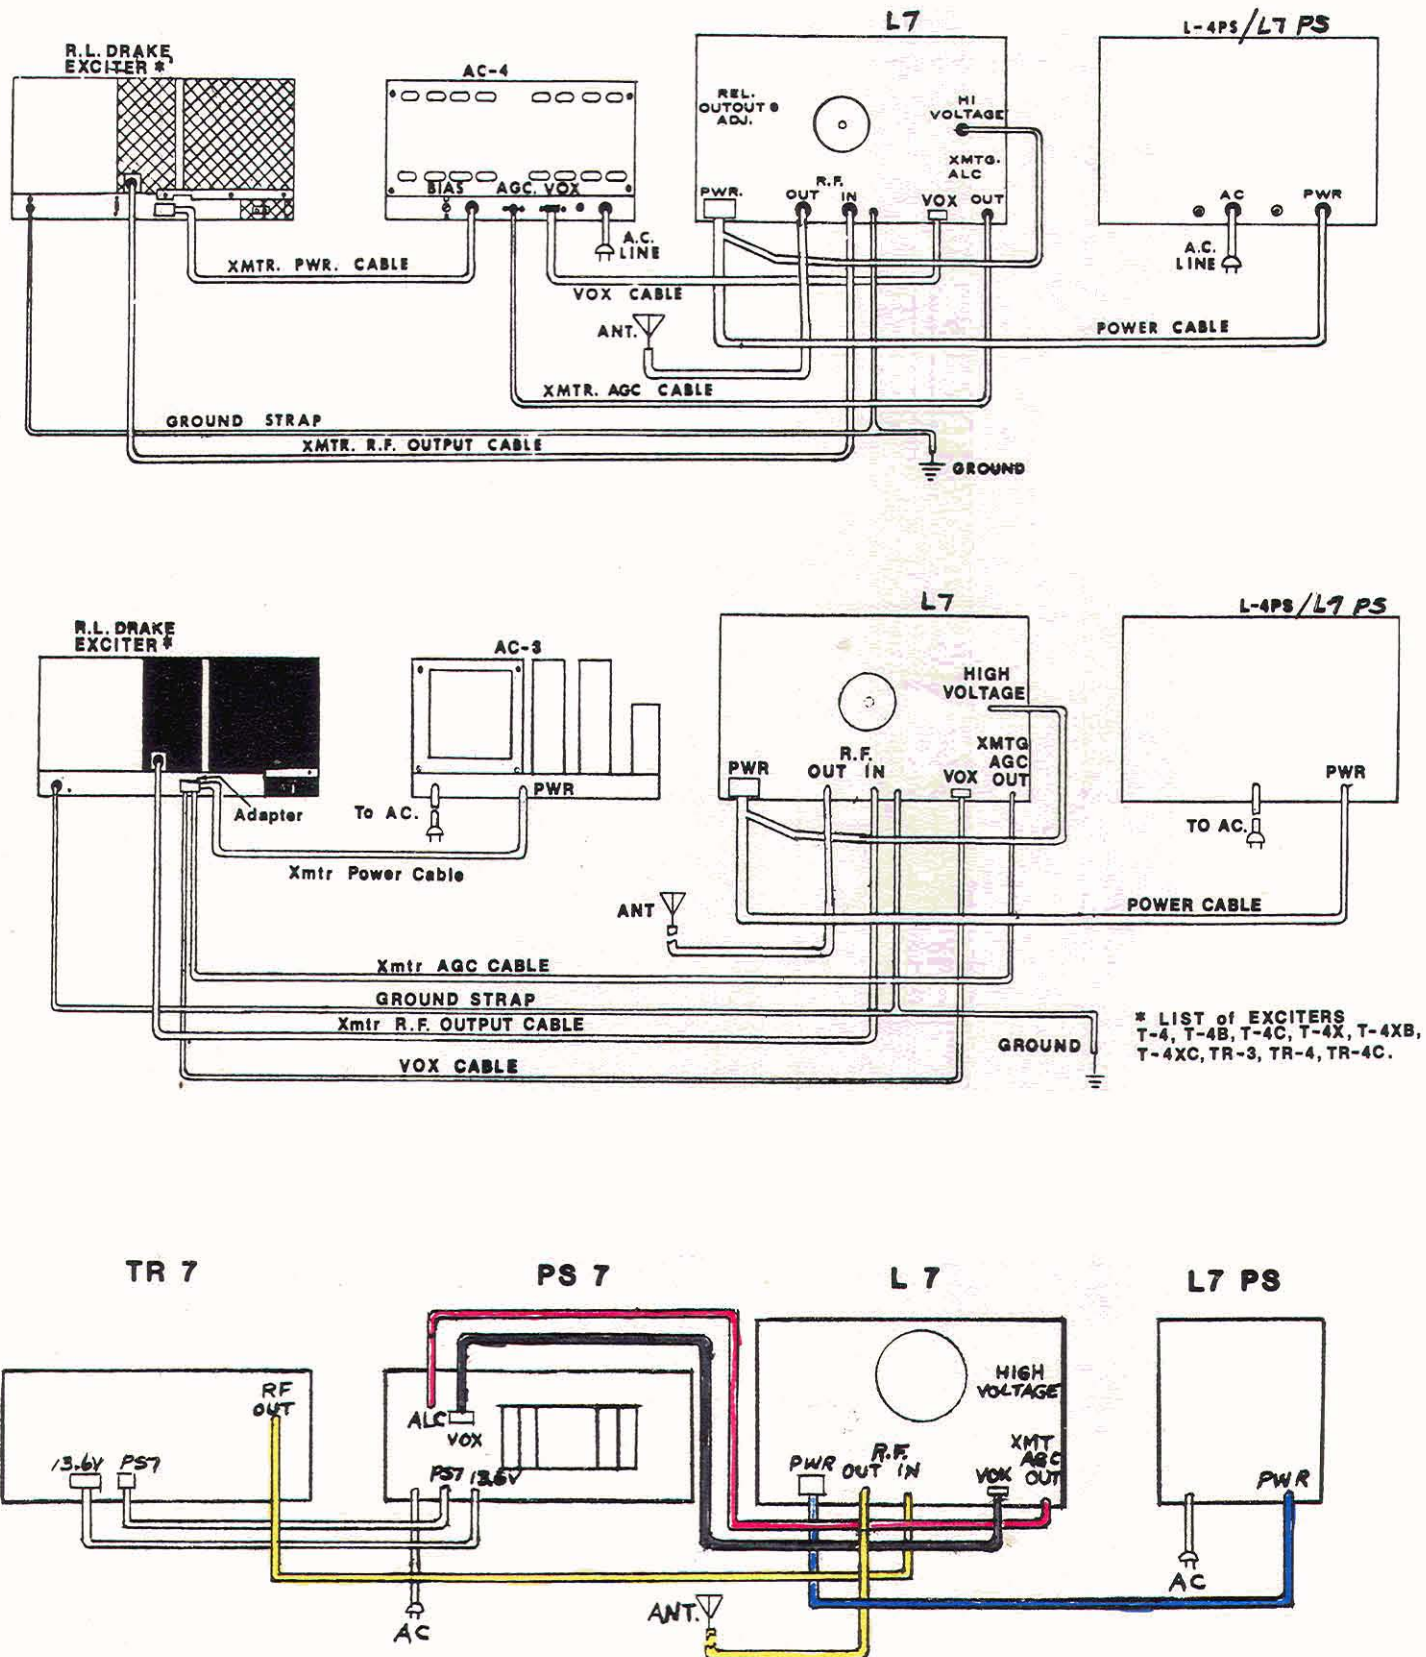 L7
L-4PS/L7 PS
R.L. DRAKE
EXCITER *
AC-4
REL.
OUTOUT
ADJ.
HI
VOLTAGE
XMTG.
ALC
BIAS AGC. VOX
PWR.
R.F.
OUT IN
VOX OUT
AC PWR
A.C.
LINE
A.C.
LINE
XMTR. PWR. CABLE
VOX CABLE
ANT.
POWER CABLE
XMTR. AGC CABLE
GROUND STRAP
XMTR. R.F. OUTPUT CABLE
GROUND
L7
L-4PS/L7 PS
R.L. DRAKE
EXCITER *
AC-3
HIGH
VOLTAGE
XMTG
AGC
OUT
R.F.
OUT IN
PWR
VOX
PWR
PWR
Adapter
To AC.
TO AC.
Xmtr Power Cable
ANT
POWER CABLE
Xmtr AGC CABLE
GROUND STRAP
Xmtr R.F. OUTPUT CABLE
VOX CABLE
GROUND
* LIST of EXCITERS
T-4, T-4B, T-4C, T-4X, T-4XB,
T-4XC, TR-3, TR-4, TR-4C.
TR 7
PS 7
L 7
L7 PS
RF
OUT
13.6V PS7
ALC
VOX
PS7 13.6V
HIGH
VOLTAGE
PWR
R.F.
OUT IN
VOX
XMT
AGC
OUT
PWR
AC
ANT.
AC